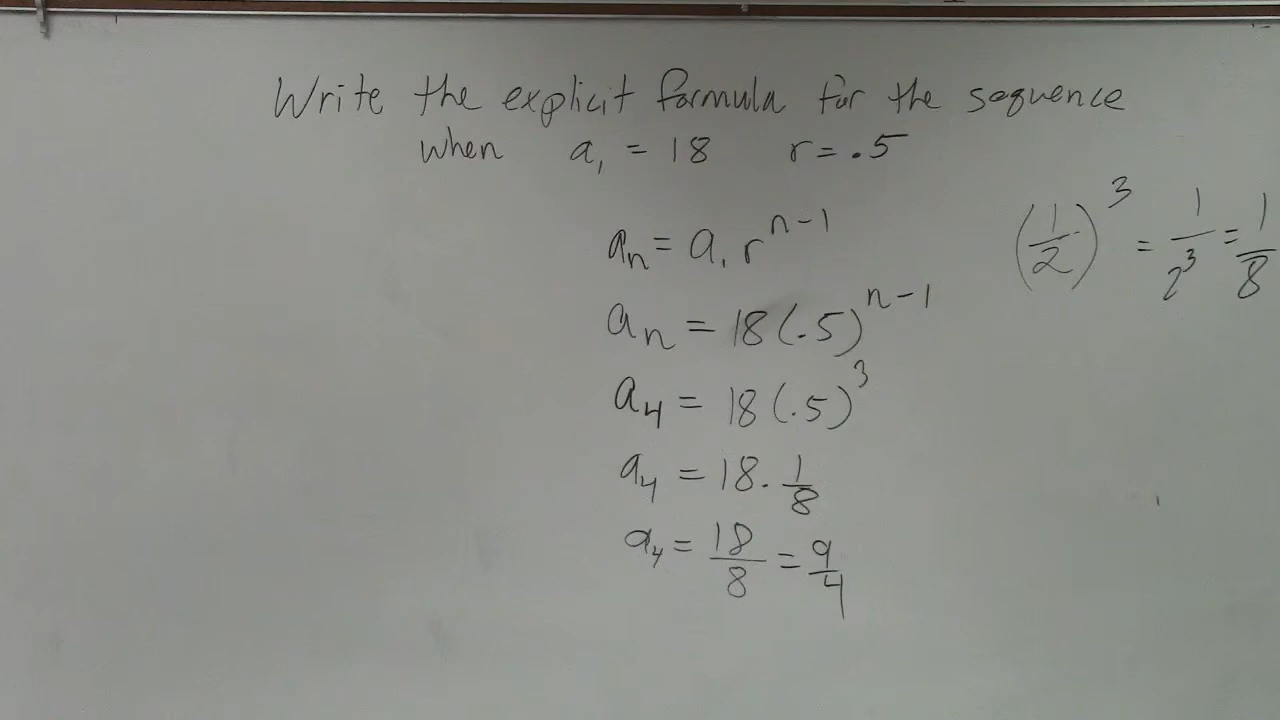 Write the explicit formula for the sequence
when a₁ = 18 r = .5
aₙ = a₁ rⁿ⁻¹
aₙ = 18 (.5)ⁿ⁻¹
a₄ = 18 (.5)³
a₄ = 18 · 1/8
a₄ = 18/8 = 9/4
(1/2)³ = 1/2³ = 1/8